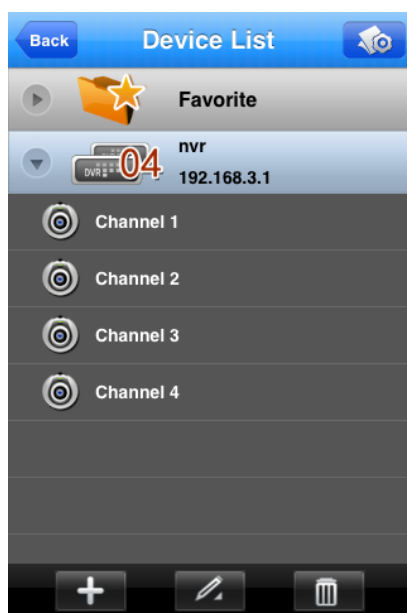 Back
Device List
Favorite
DVR
04
nvr
192.168.3.1
Channel 1
Channel 2
Channel 3
Channel 4